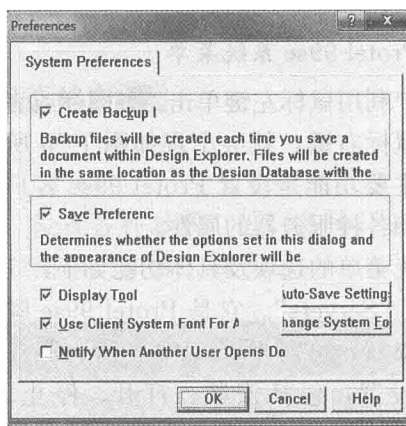 Preferences
System Preferences
Create Backup I
Backup files will be created each time you save a
document within Design Explorer. Files will be created
in the same location as the Design Database with the
Save Preferenc
Determines whether the options set in this dialog and
the appearance of Design Explorer will be
Display Tool
uto-Save Setting:
Use Client System Font For A
hange System Fo
Notify When Another User Opens Do
OK Cancel Help